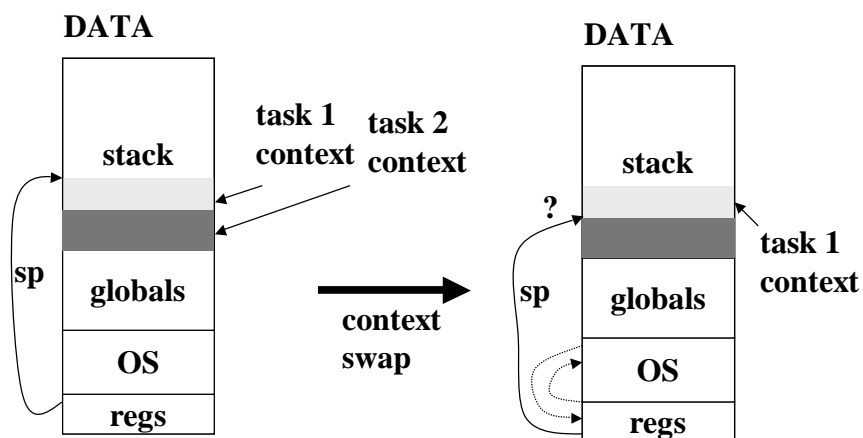 DATA
task 1
context
task 2
context
stack
sp
globals
OS
regs
context
swap
DATA
stack
?
task 1
context
sp
globals
OS
regs